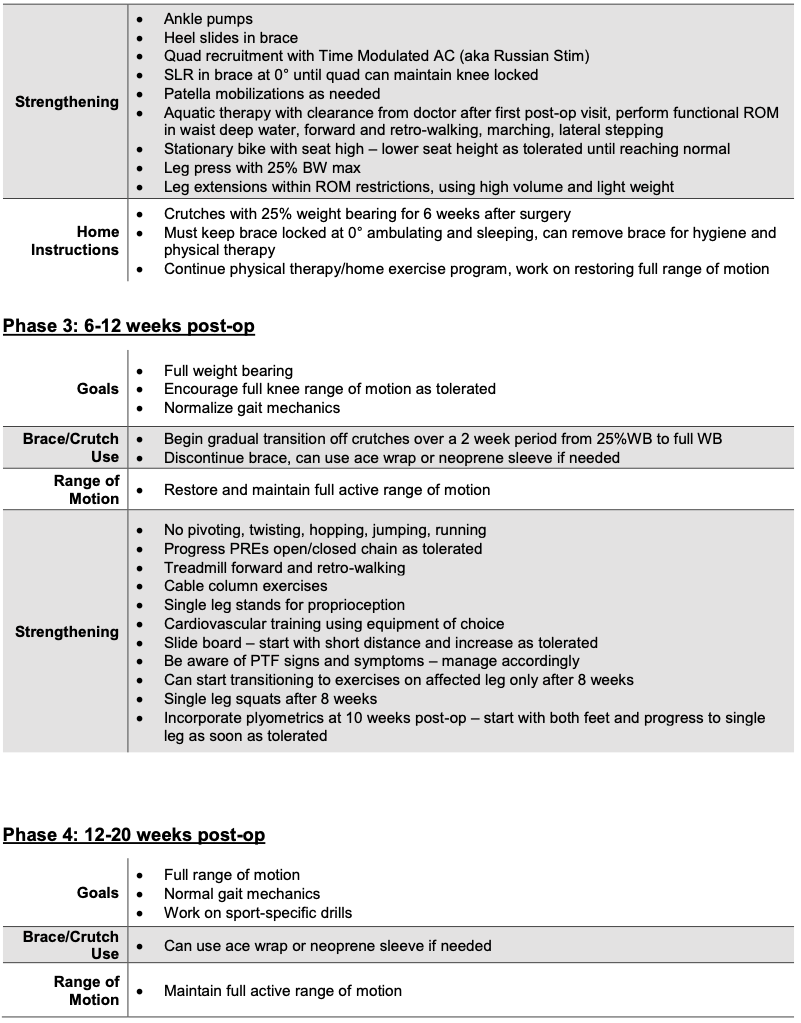 Strengthening
• Ankle pumps
• Heel slides in brace
• Quad recruitment with Time Modulated AC (aka Russian Stim)
• SLR in brace at 0° until quad can maintain knee locked
• Patella mobilizations as needed
• Aquatic therapy with clearance from doctor after first post-op visit, perform functional ROM
in waist deep water, forward and retro-walking, marching, lateral stepping
• Stationary bike with seat high – lower seat height as tolerated until reaching normal
• Leg press with 25% BW max
• Leg extensions within ROM restrictions, using high volume and light weight
Home
Instructions
• Crutches with 25% weight bearing for 6 weeks after surgery
• Must keep brace locked at 0° ambulating and sleeping, can remove brace for hygiene and
physical therapy
• Continue physical therapy/home exercise program, work on restoring full range of motion
Phase 3: 6-12 weeks post-op
Goals
• Full weight bearing
• Encourage full knee range of motion as tolerated
• Normalize gait mechanics
Brace/Crutch
Use
• Begin gradual transition off crutches over a 2 week period from 25%WB to full WB
• Discontinue brace, can use ace wrap or neoprene sleeve if needed
Range of
Motion
• Restore and maintain full active range of motion
Strengthening
• No pivoting, twisting, hopping, jumping, running
• Progress PREs open/closed chain as tolerated
• Treadmill forward and retro-walking
• Cable column exercises
• Single leg stands for proprioception
• Cardiovascular training using equipment of choice
• Slide board – start with short distance and increase as tolerated
• Be aware of PTF signs and symptoms – manage accordingly
• Can start transitioning to exercises on affected leg only after 8 weeks
• Single leg squats after 8 weeks
• Incorporate plyometrics at 10 weeks post-op – start with both feet and progress to single
leg as soon as tolerated
Phase 4: 12-20 weeks post-op
Goals
• Full range of motion
• Normal gait mechanics
• Work on sport-specific drills
Brace/Crutch
Use
• Can use ace wrap or neoprene sleeve if needed
Range of
Motion
• Maintain full active range of motion